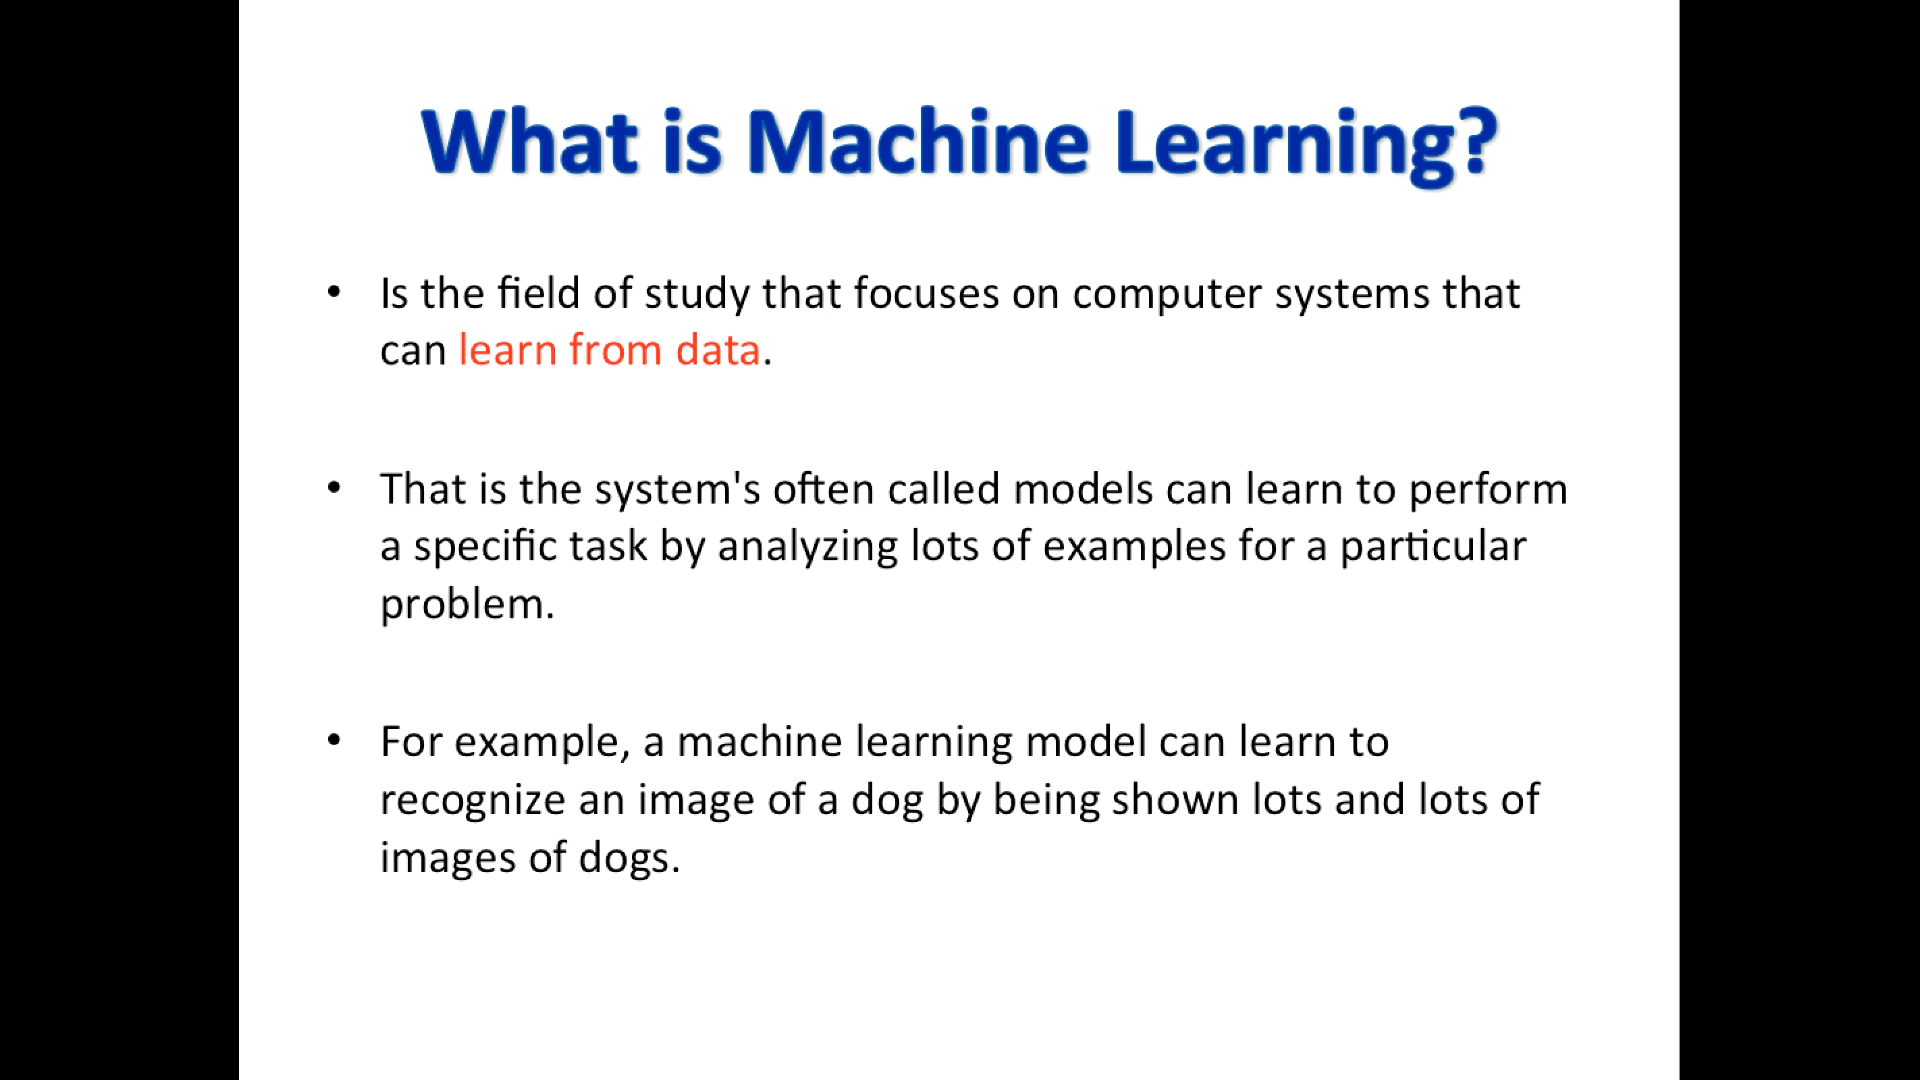 What is Machine Learning?
• Is the field of study that focuses on computer systems that
can learn from data.
• That is the system's often called models can learn to perform
a specific task by analyzing lots of examples for a particular
problem.
• For example, a machine learning model can learn to
recognize an image of a dog by being shown lots and lots of
images of dogs.